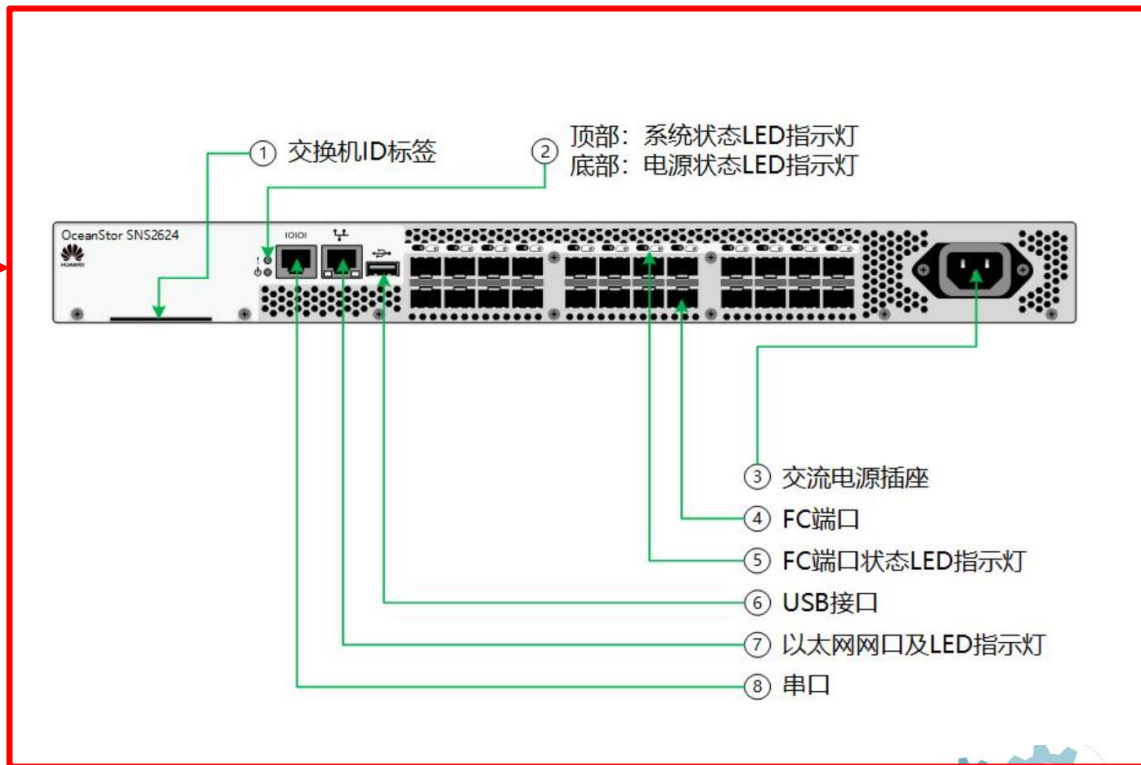 ① 交换机ID标签
② 顶部：系统状态LED指示灯
底部：电源状态LED指示灯
OceanStor SNS2624
HUAWEI
IOIOI
③ 交流电源插座
④ FC端口
⑤ FC端口状态LED指示灯
⑥ USB接口
⑦ 以太网网口及LED指示灯
⑧ 串口